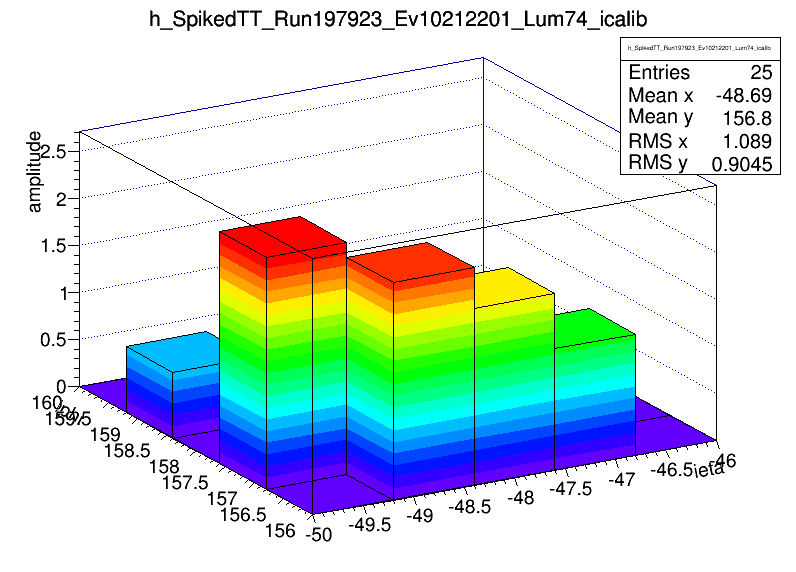 h_SpikedTT_Run197923_Ev10212201_Lum74_icalib
h_SpikedTT_Run197923_Ev10212201_Lum74_icalib
Entries 25
Mean x -48.69
Mean y 156.8
RMS x 1.089
RMS y 0.9045
amplitude
2.5
2
1.5
1
0.5
0
160
159.5
159
158.5
158
157.5
157
156.5
156
-50
-49.5
-49
-48.5
-48
-47.5
-47
-46.5
-46
ieta